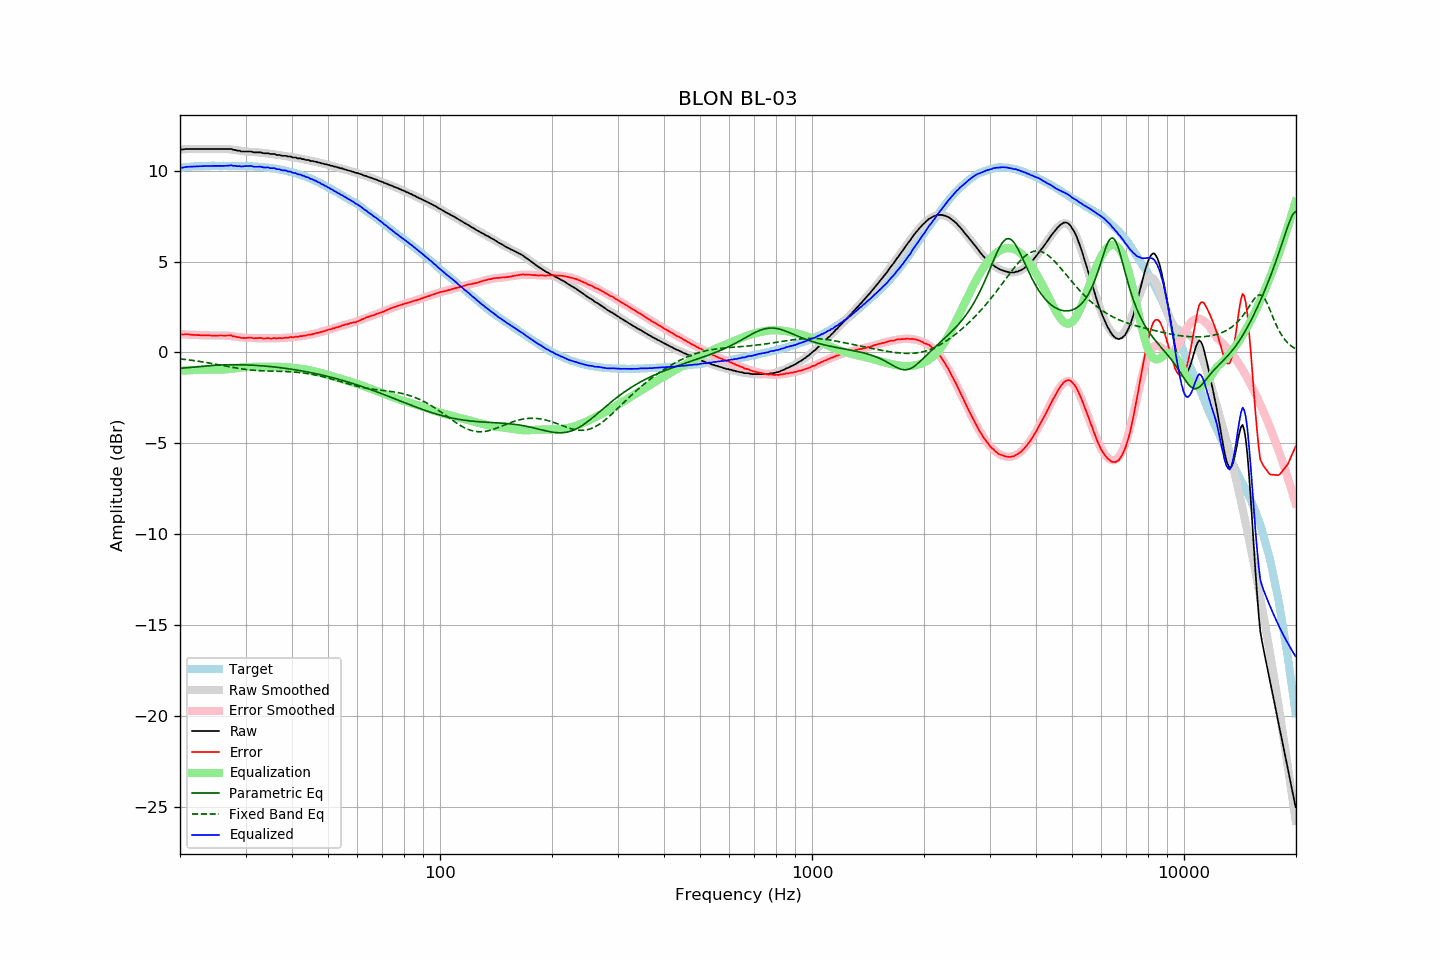 BLON BL-03
Amplitude (dBr)
10
5
0
−5
−10
−15
−20
−25
Target
Raw Smoothed
Error Smoothed
Raw
Error
Equalization
Parametric Eq
Fixed Band Eq
Equalized
100
1000
10000
Frequency (Hz)